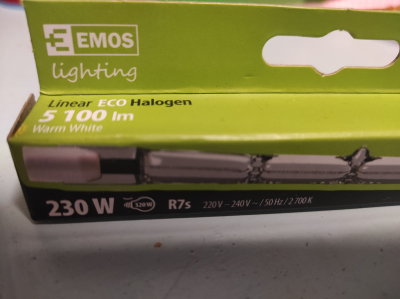 EMOS
lighting
Linear ECO Halogen
5 100 lm
Warm White
230 W R7s 220 V – 240 V ~ / 50 Hz / 2 700 K